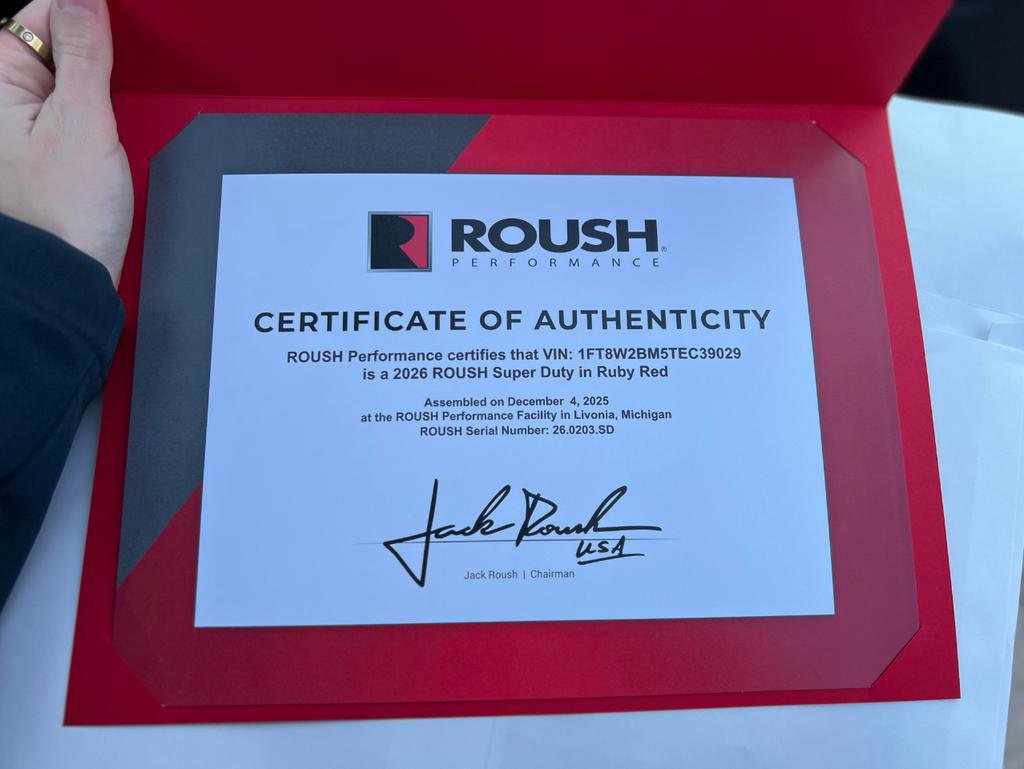 ROUSH®
PERFORMANCE
CERTIFICATE OF AUTHENTICITY
ROUSH Performance certifies that VIN: 1FT8W2BM5TEC39029
is a 2026 ROUSH Super Duty in Ruby Red
Assembled on December 4, 2025
at the ROUSH Performance Facility in Livonia, Michigan
ROUSH Serial Number: 26.0203.SD
Jack Roush
USA
Jack Roush | Chairman